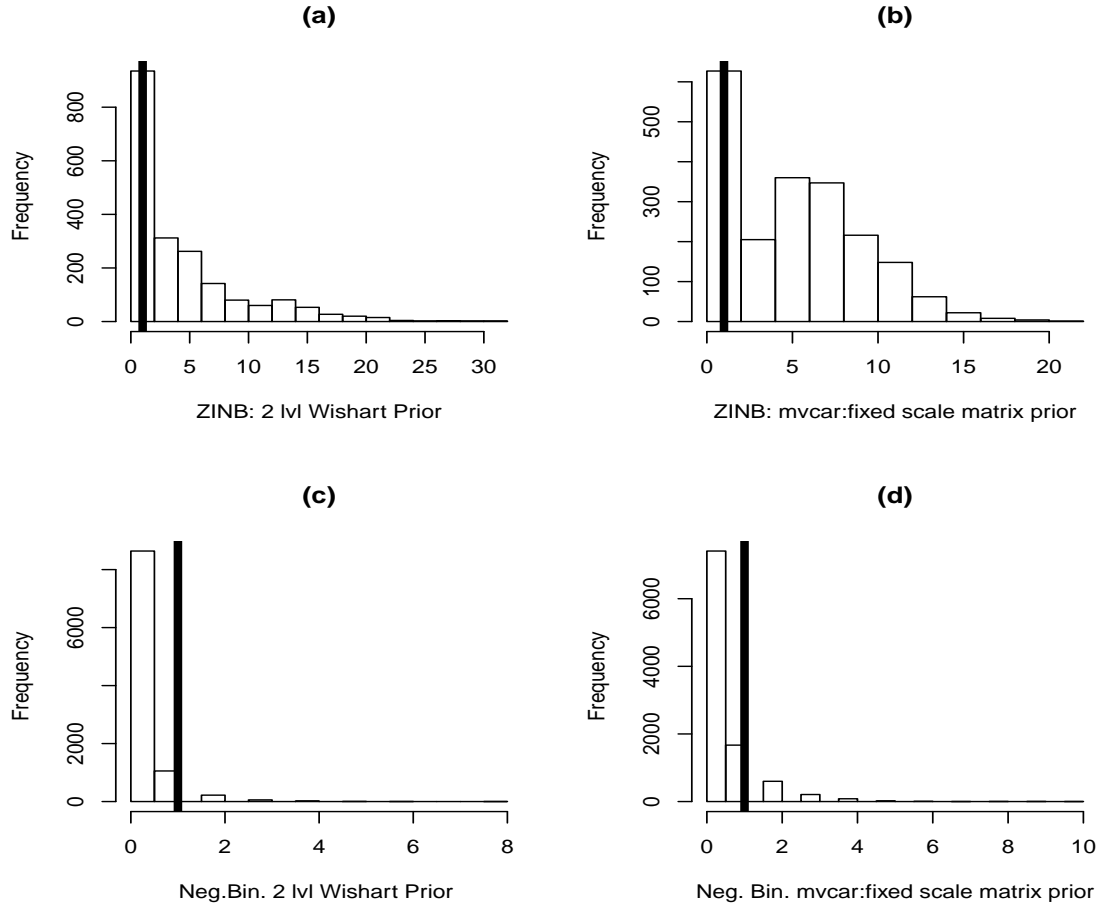 (a)
Frequency
800
600
400
200
0
0 5 10 15 20 25 30
ZINB: 2 lvl Wishart Prior
(b)
Frequency
500
300
100
0
0 5 10 15 20
ZINB: mvcar:fixed scale matrix prior
(c)
Frequency
6000
2000
0
0 2 4 6 8
Neg.Bin. 2 lvl Wishart Prior
(d)
Frequency
6000
4000
2000
0
0 2 4 6 8 10
Neg. Bin. mvcar:fixed scale matrix prior